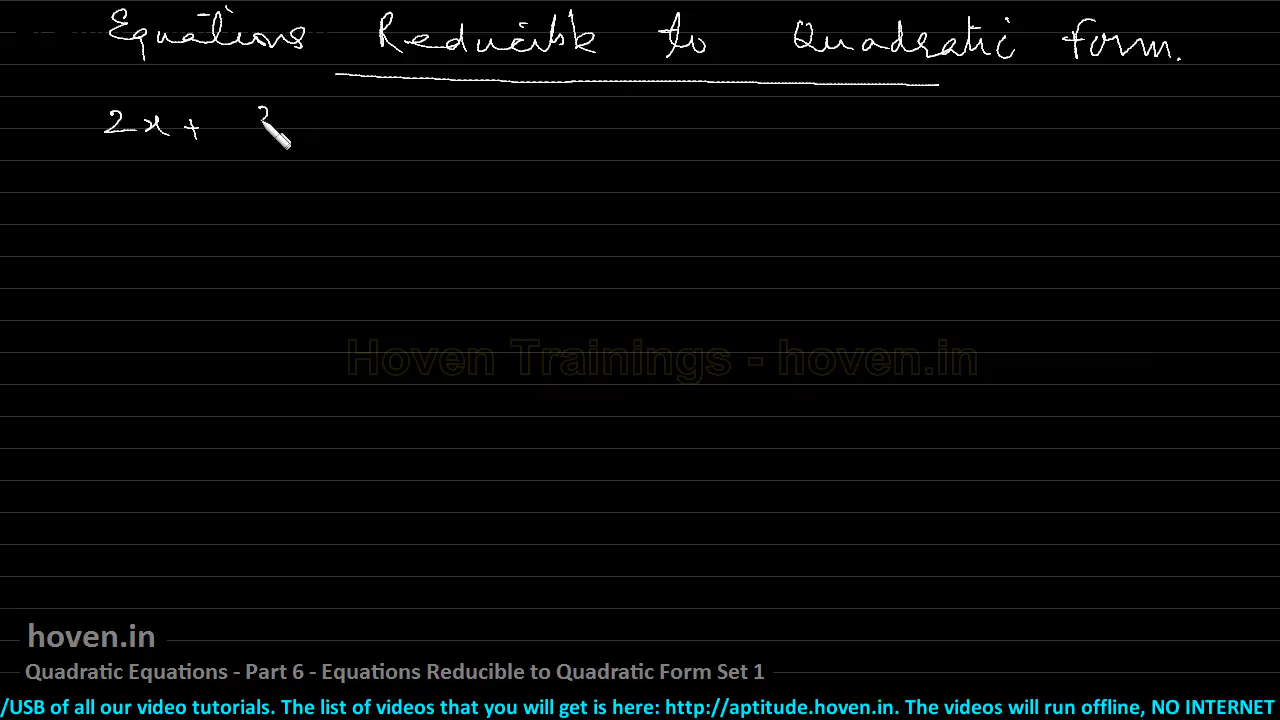 Equations Reducible to Quadratic form.
2x + 3
Hoven Trainings - hoven.in
hoven.in
Quadratic Equations - Part 6 - Equations Reducible to Quadratic Form Set 1
/USB of all our video tutorials. The list of videos that you will get is here: http://aptitude.hoven.in. The videos will run offline, NO INTERNET